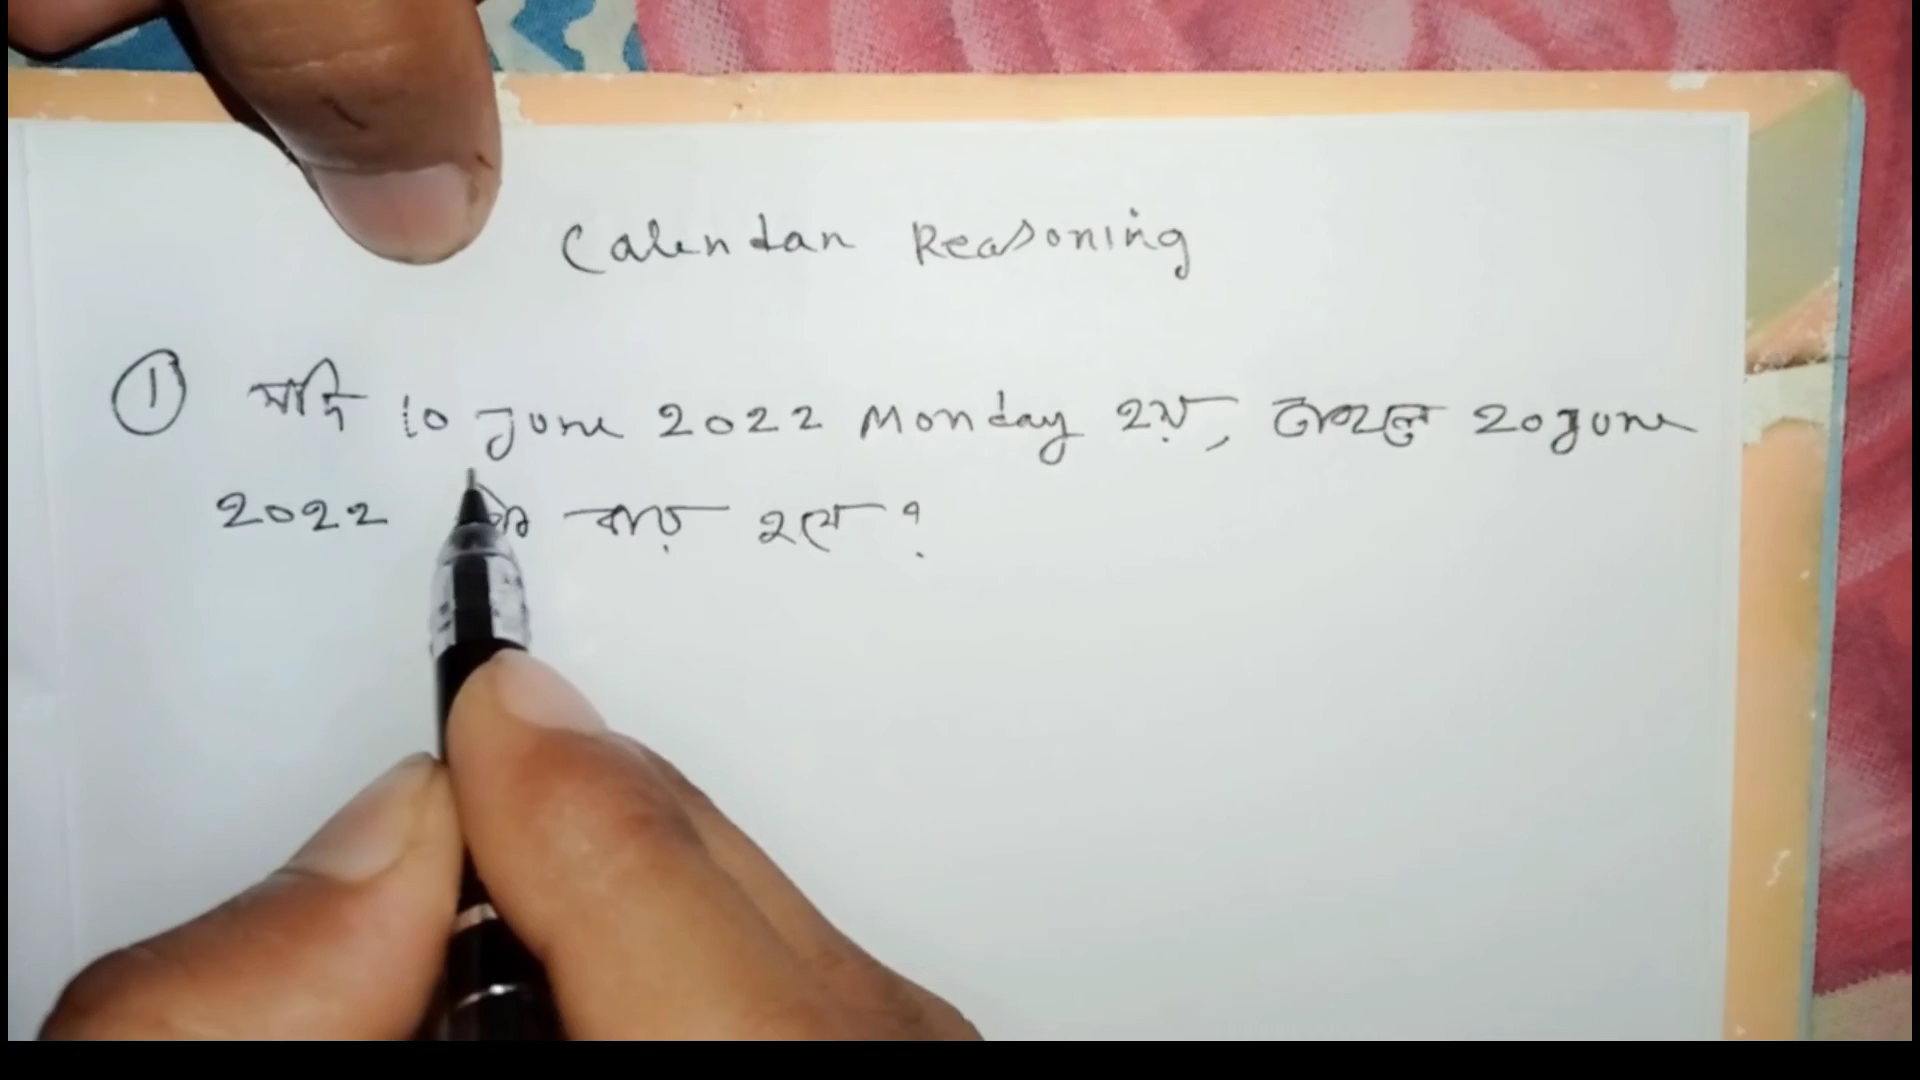 Calendar Reasoning
① যদি 10 June 2022 Monday হয়, তাহলে 20 June
2022 বার হবে?